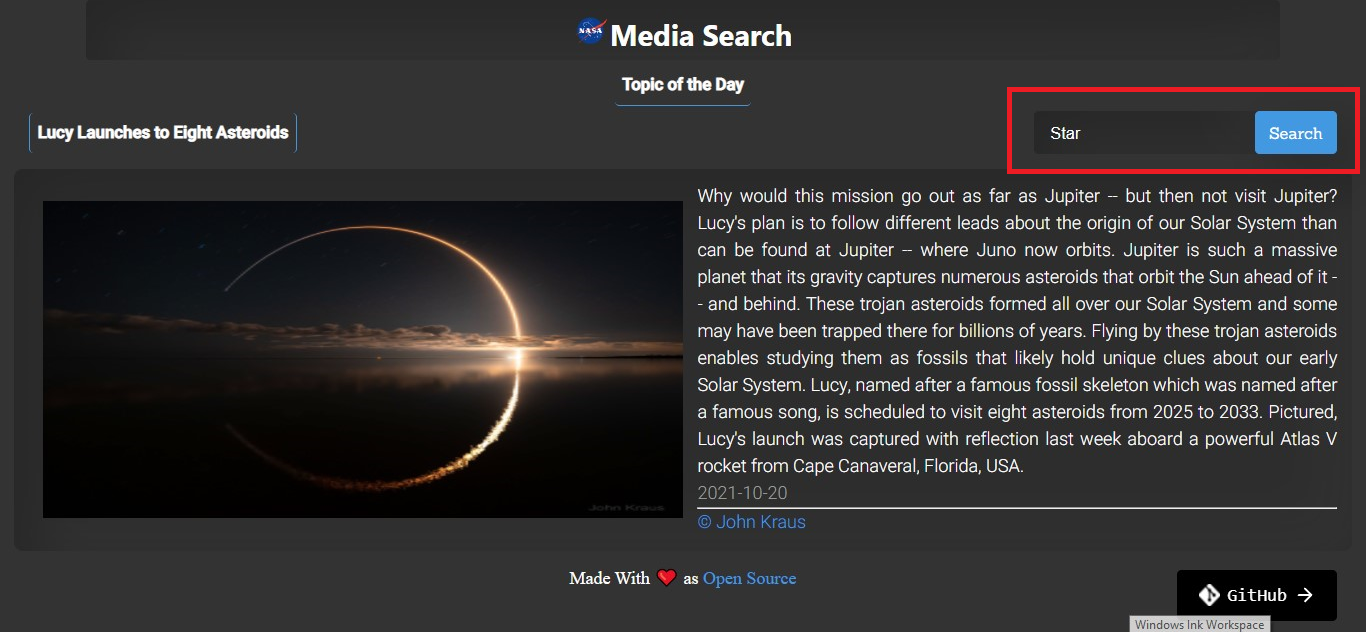 NASA
Media Search
Topic of the Day
Lucy Launches to Eight Asteroids
Star
Search
Why would this mission go out as far as Jupiter -- but then not visit Jupiter?
Lucy's plan is to follow different leads about the origin of our Solar System than
can be found at Jupiter -- where Juno now orbits. Jupiter is such a massive
planet that its gravity captures numerous asteroids that orbit the Sun ahead of it -
- and behind. These trojan asteroids formed all over our Solar System and some
may have been trapped there for billions of years. Flying by these trojan asteroids
enables studying them as fossils that likely hold unique clues about our early
Solar System. Lucy, named after a famous fossil skeleton which was named after
a famous song, is scheduled to visit eight asteroids from 2025 to 2033. Pictured,
Lucy's launch was captured with reflection last week aboard a powerful Atlas V
rocket from Cape Canaveral, Florida, USA.
John Kraus
2021-10-20
© John Kraus
Made With ❤️ as Open Source
GitHub →
Windows Ink Workspace